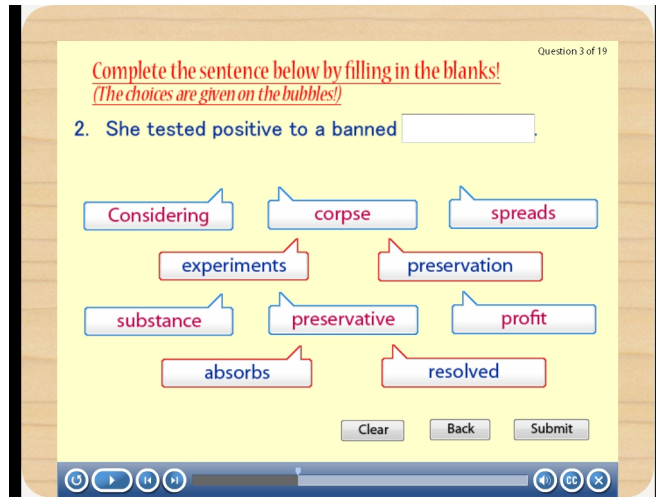 Question 3 of 19
Complete the sentence below by filling in the blanks!
(The choices are given on the bubbles!)
2. She tested positive to a banned .
Considering corpse spreads
experiments preservation
substance preservative profit
absorbs resolved
Clear Back Submit
CC